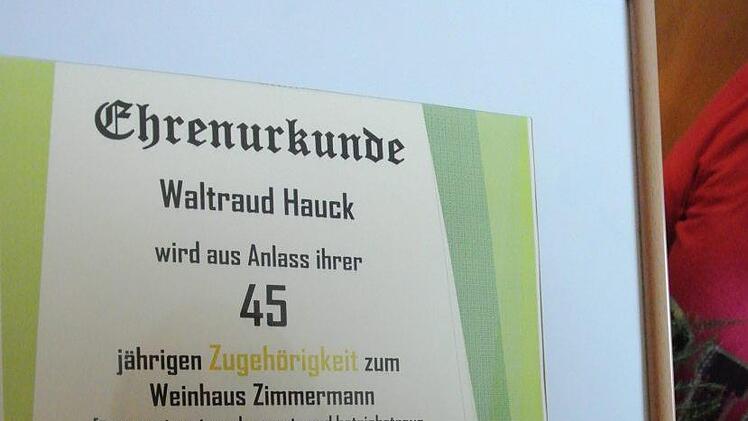 Ehrenurkunde
Waltraud Hauck
wird aus Anlass ihrer
45
jährigen Zugehörigkeit zum
Weinhaus Zimmermann